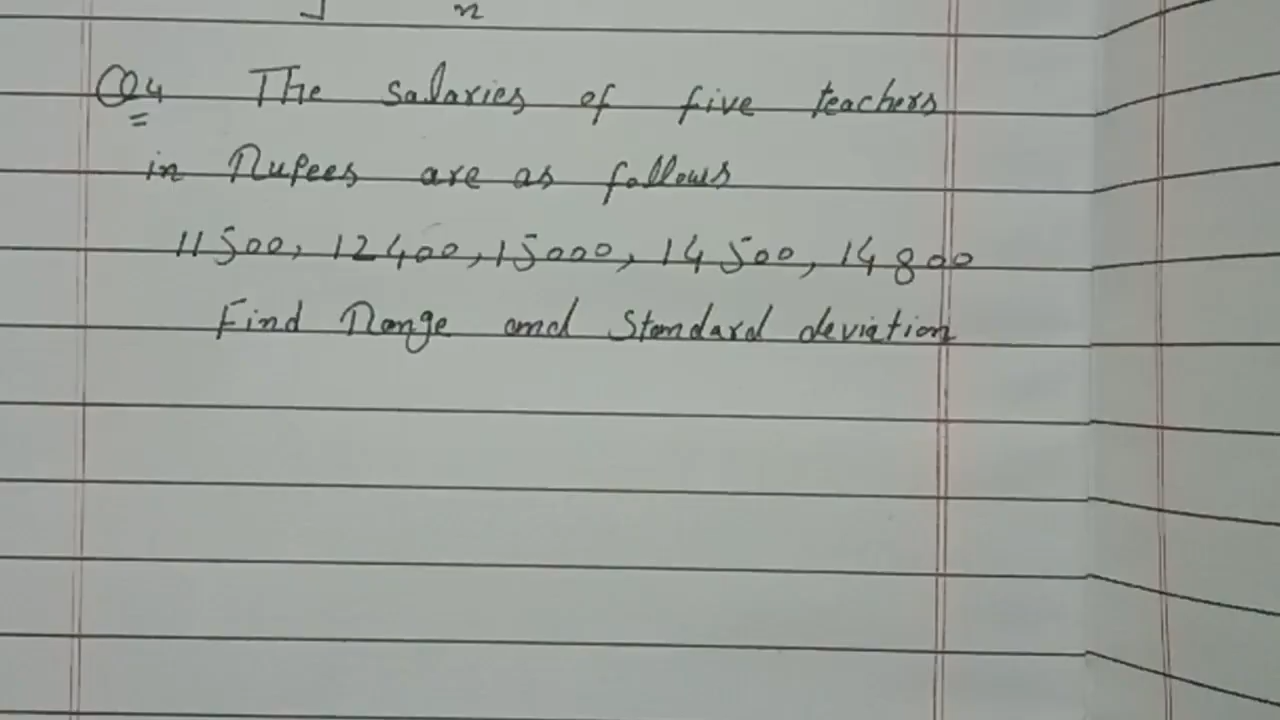 n
Q4 The salaries of five teachers
in Rupees are as follows
11500, 12400, 15000, 14500, 14800
Find Range and Standard deviation